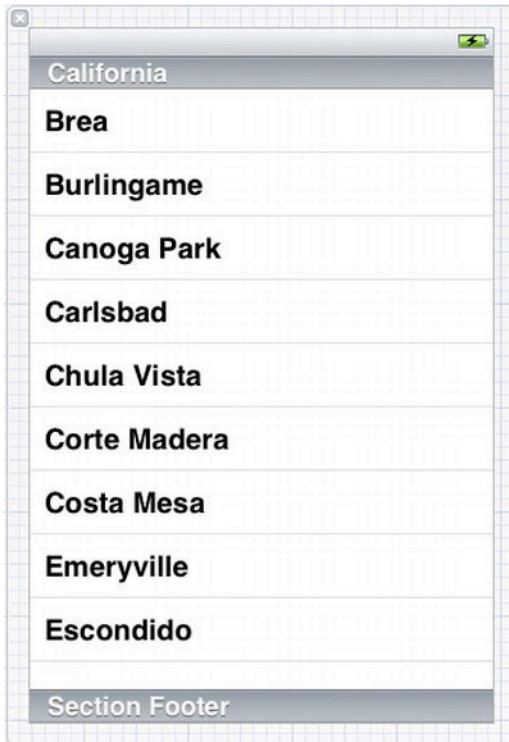 California
Brea
Burlingame
Canoga Park
Carlsbad
Chula Vista
Corte Madera
Costa Mesa
Emeryville
Escondido
Section Footer